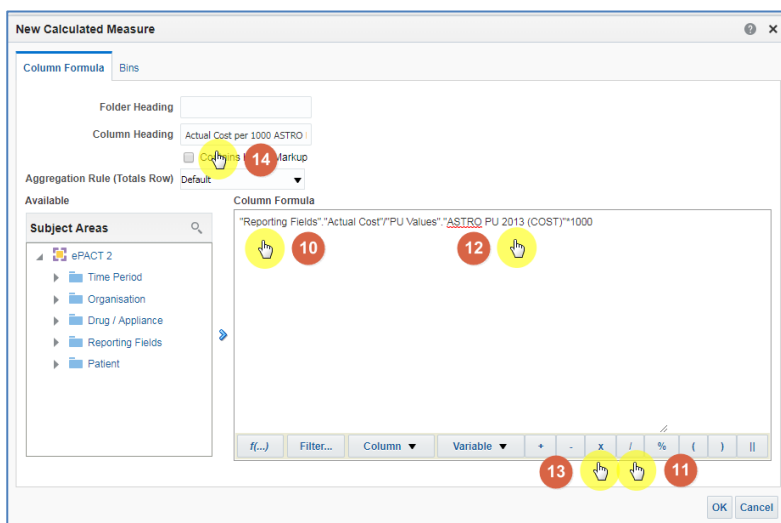 New Calculated Measure
Column Formula Bins
Folder Heading
Column Heading Actual Cost per 1000 ASTRO
14 Markup
Aggregation Rule (Totals Row) Default
Available Column Formula
Subject Areas
"Reporting Fields"."Actual Cost"/"PU Values"."ASTRO PU 2013 (COST)"*1000
10 12
ePACT 2
Time Period
Organisation
Drug / Appliance
Reporting Fields
Patient
f(...) Filter... Column Variable + - x / % ( ) ||
13 11
OK Cancel